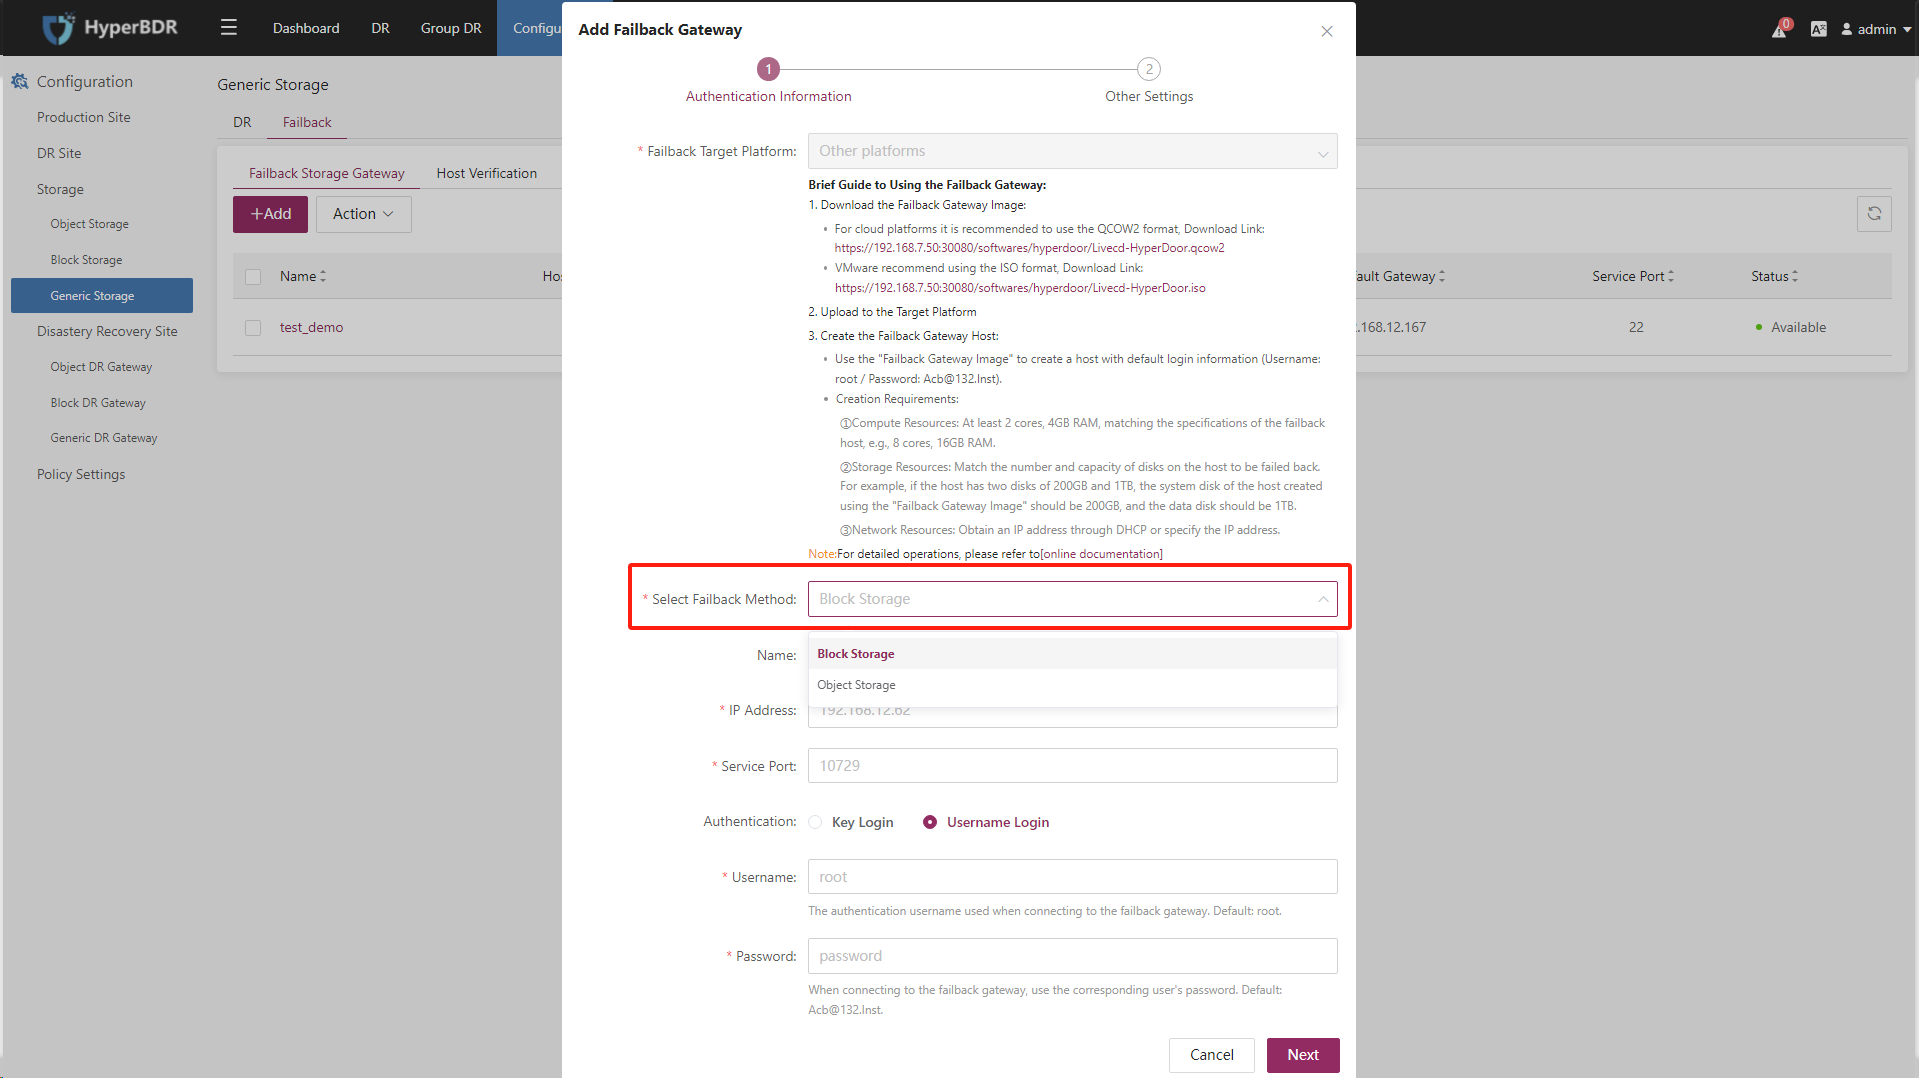 HyperBDR
Dashboard
DR
Group DR
Configu
Add Failback Gateway
0
admin
1
2
Authentication Information
Other Settings
Configuration
Production Site
DR Site
Storage
Object Storage
Block Storage
Generic Storage
Disastery Recovery Site
Object DR Gateway
Block DR Gateway
Generic DR Gateway
Policy Settings
Generic Storage
DR
Failback
Failback Storage Gateway
Host Verification
+Add
Action
Name
Hos
ault Gateway
Service Port
Status
test_demo
.168.12.167
22
Available
* Failback Target Platform:
Other platforms
Brief Guide to Using the Failback Gateway:
1. Download the Failback Gateway Image:
• For cloud platforms it is recommended to use the QCOW2 format, Download Link:
https://192.168.7.50:30080/softwares/hyperdoor/Livecd-HyperDoor.qcow2
• VMware recommend using the ISO format, Download Link:
https://192.168.7.50:30080/softwares/hyperdoor/Livecd-HyperDoor.iso
2. Upload to the Target Platform
3. Create the Failback Gateway Host:
• Use the "Failback Gateway Image" to create a host with default login information (Username:
root / Password: Acb@132.Inst).
• Creation Requirements:
①Compute Resources: At least 2 cores, 4GB RAM, matching the specifications of the failback
host, e.g., 8 cores, 16GB RAM.
②Storage Resources: Match the number and capacity of disks on the host to be failed back.
For example, if the host has two disks of 200GB and 1TB, the system disk of the host created
using the "Failback Gateway Image" should be 200GB, and the data disk should be 1TB.
③Network Resources: Obtain an IP address through DHCP or specify the IP address.
Note:For detailed operations, please refer to[online documentation]
* Select Failback Method:
Block Storage
Name:
Block Storage
Object Storage
* IP Address:
192.168.12.62
* Service Port:
10729
Authentication:
Key Login
Username Login
* Username:
root
The authentication username used when connecting to the failback gateway. Default: root.
* Password:
password
When connecting to the failback gateway, use the corresponding user's password. Default:
Acb@132.Inst.
Cancel
Next